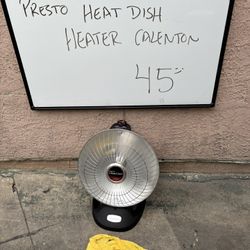 PRESTO HEAT DISH
HEATER CALENTON
45"